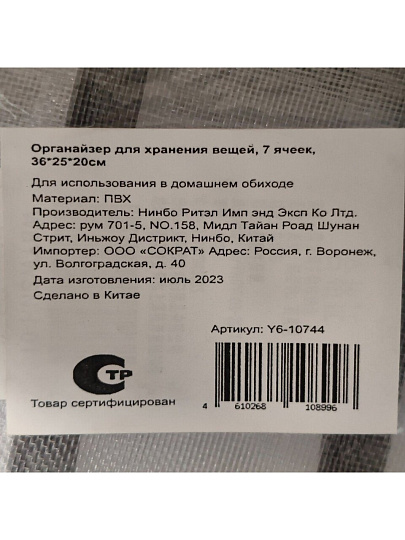 Органайзер для хранения вещей, 7 ячеек,
36*25*20см
Для использования в домашнем обиходе
Материал: ПВХ
Производитель: Нинбо Ритэл Имп энд Эксп Ко Лтд.
Адрес: рум 701-5, NO.158, Мидл Тайан Роад Шунан
Стрит, Иньжоу Дистрикт, Нинбо, Китай
Импортер: ООО «СОКРАТ» Адрес: Россия, г. Воронеж,
ул. Волгоградская, д. 40
Дата изготовления: июль 2023
Сделано в Китае
Артикул: Y6-10744
СТР
Товар сертифицирован
4 610268 108996